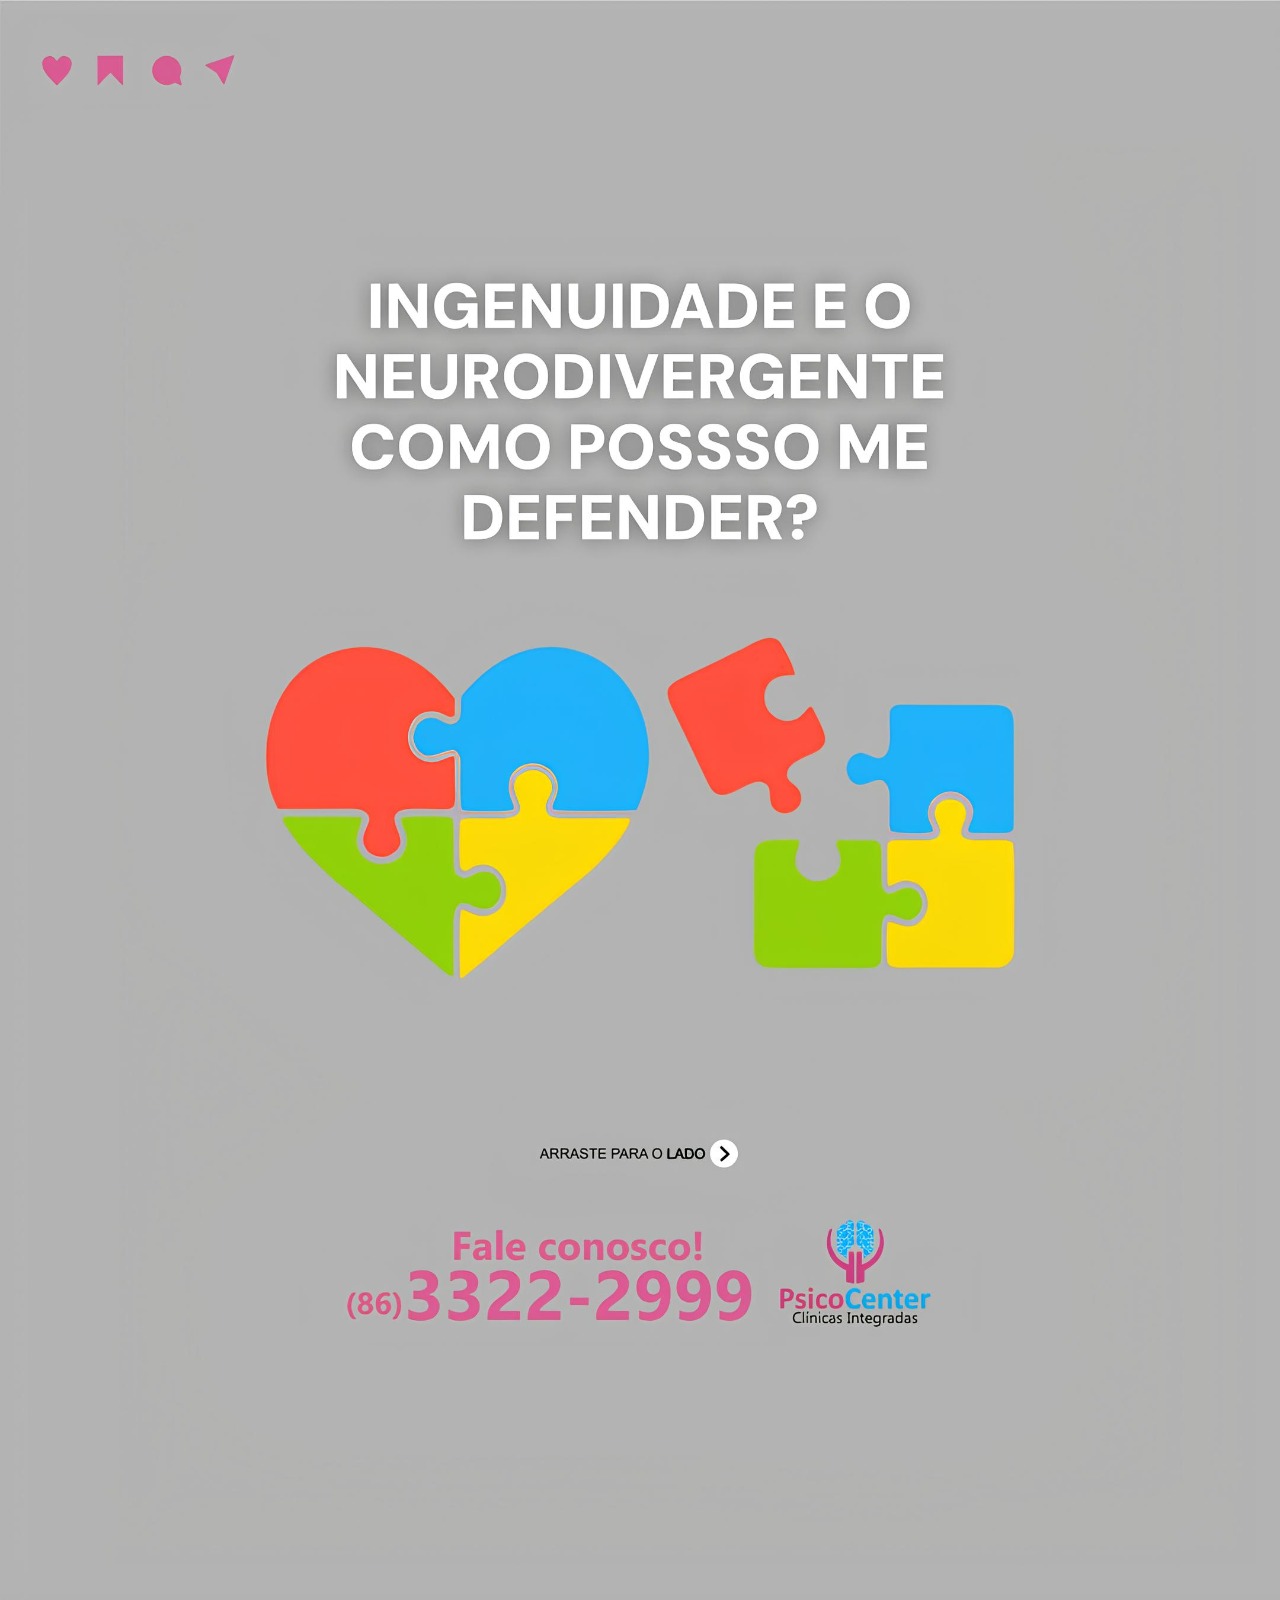 INGENUIDADE E O
NEURODIVERGENTE
COMO POSSSO ME
DEFENDER?
ARRASTE PARA O LADO
Fale conosco!
(86)3322-2999
PsicoCenter
Clínicas Integradas